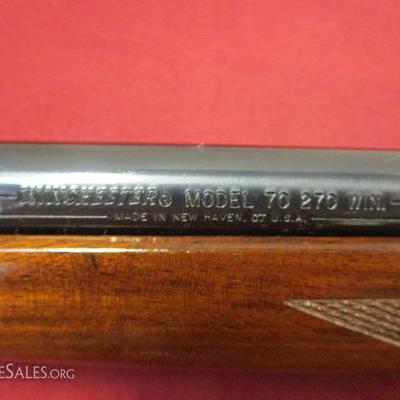 —WINCHESTER® MODEL 70 270 WIN.—
MADE IN NEW HAVEN, CT U.S.A.
ESALES.ORG